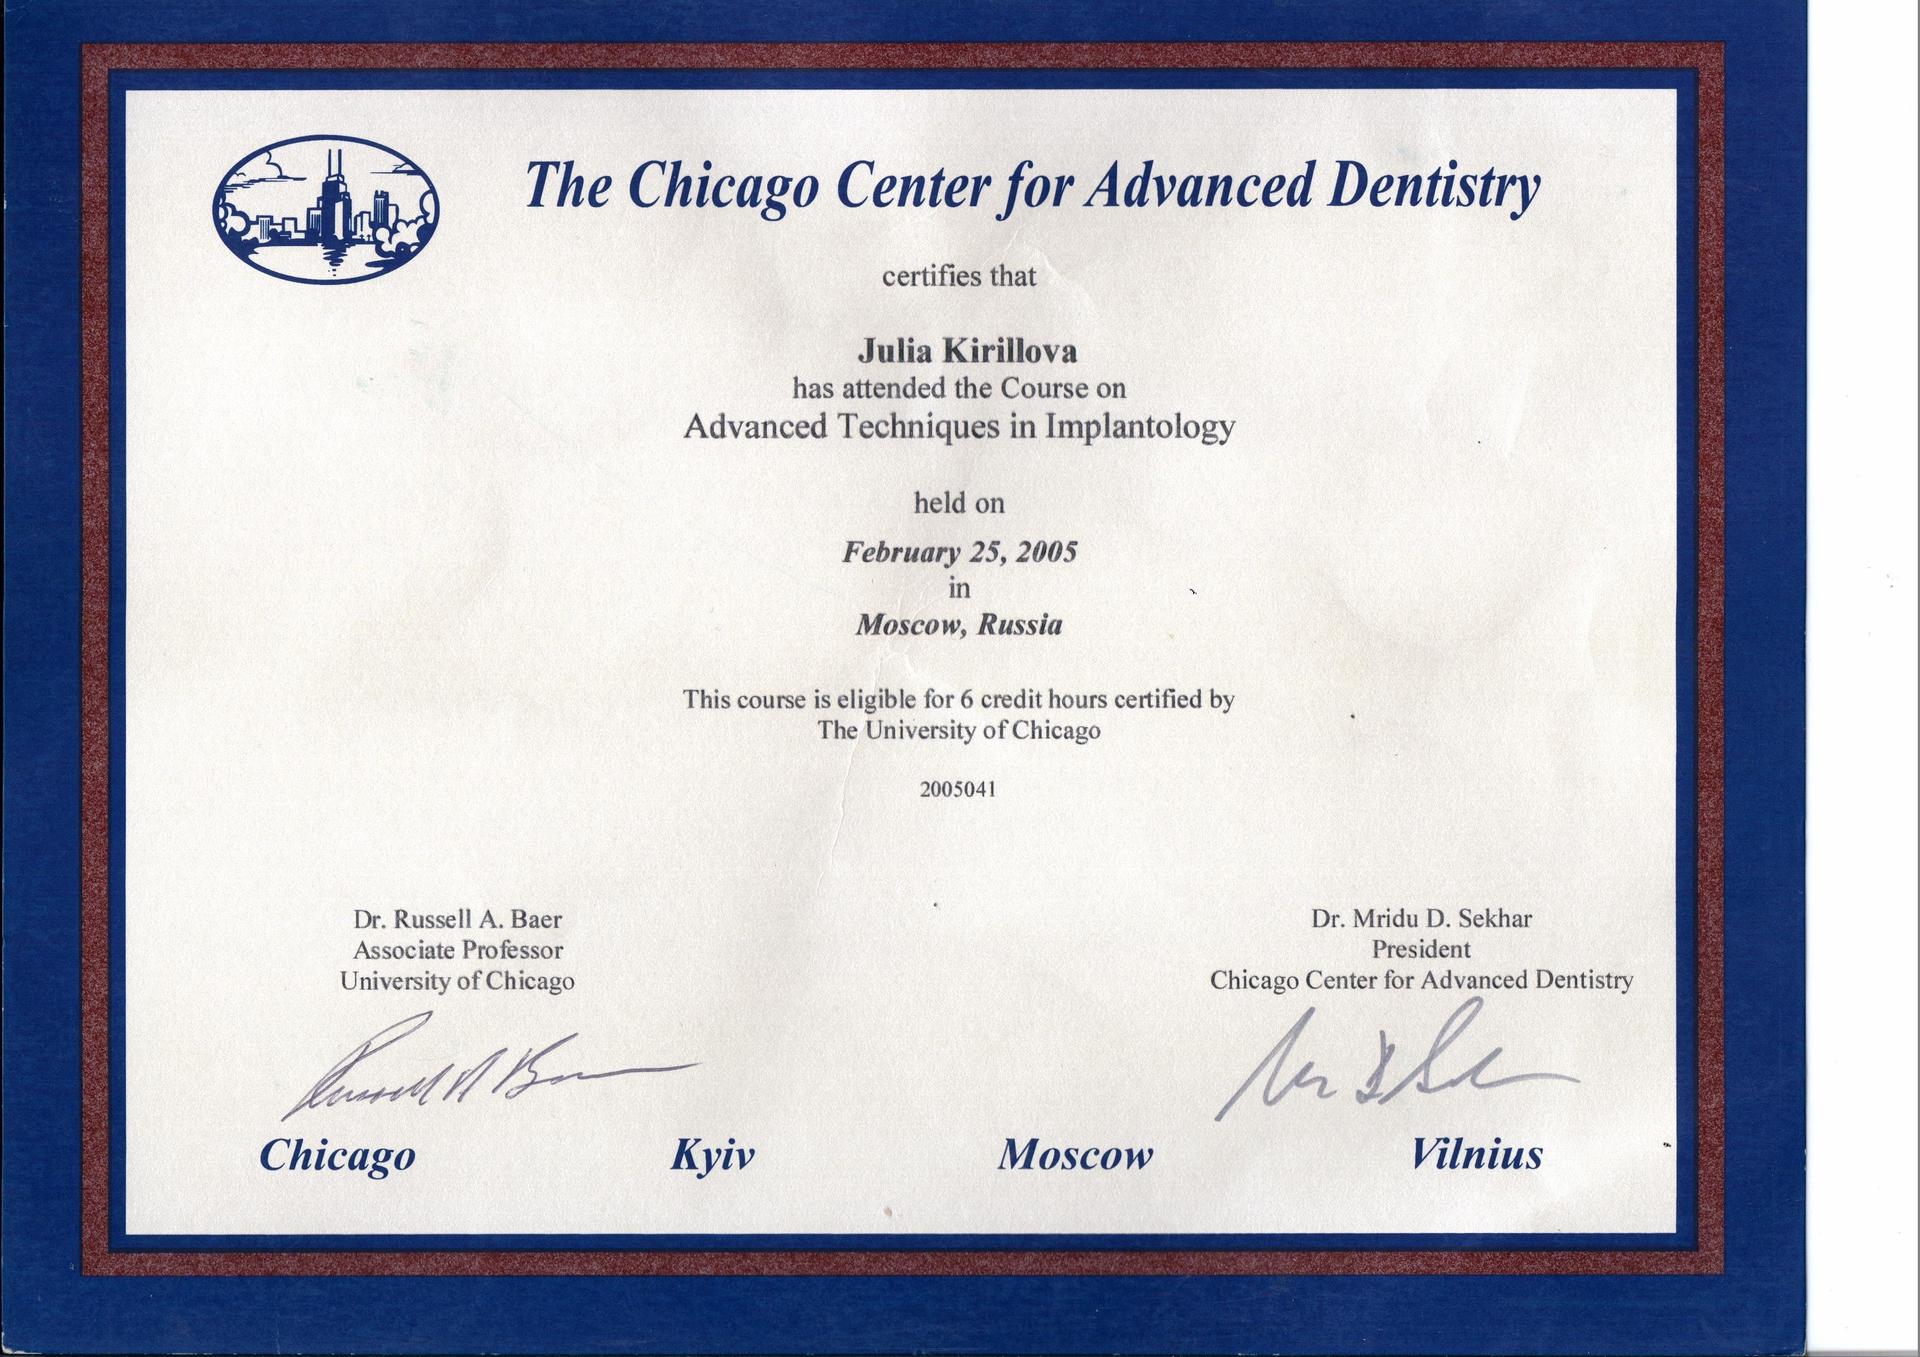 The Chicago Center for Advanced Dentistry
certifies that
Julia Kirillova
has attended the Course on
Advanced Techniques in Implantology
held on
February 25, 2005
in
Moscow, Russia
This course is eligible for 6 credit hours certified by
The University of Chicago
2005041
Dr. Russell A. Baer
Associate Professor
University of Chicago
Dr. Mridu D. Sekhar
President
Chicago Center for Advanced Dentistry
Chicago Kyiv Moscow Vilnius